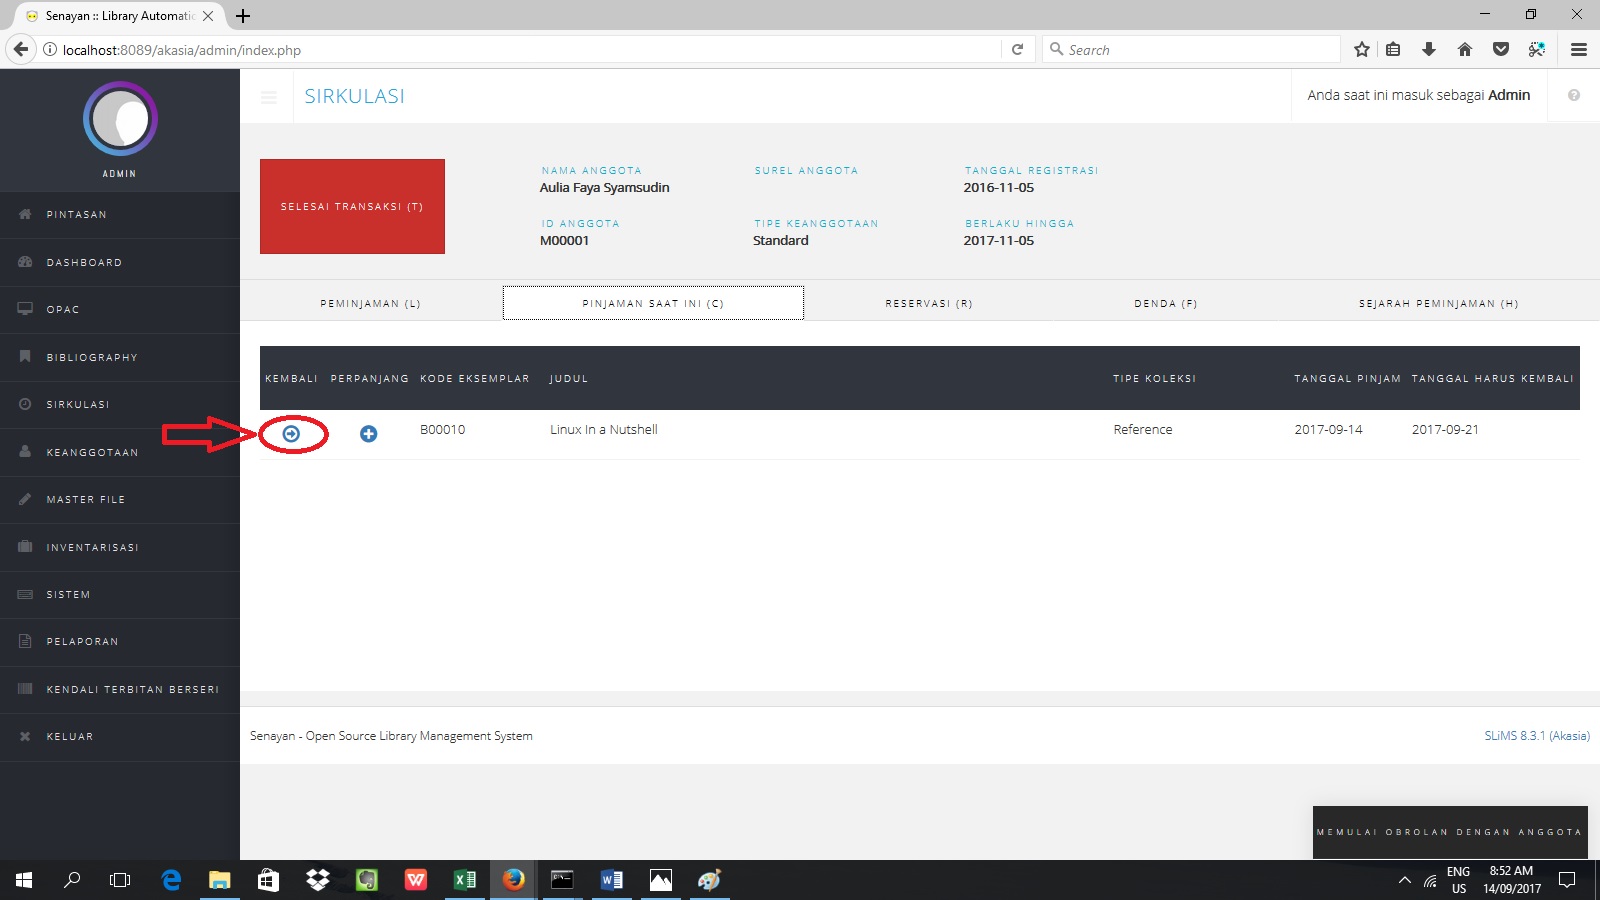 Senayan :: Library Automatic
localhost:8089/akasia/admin/index.php
Search
ADMIN
PINTASAN
DASHBOARD
OPAC
BIBLIOGRAPHY
SIRKULASI
KEANGGOTAAN
MASTER FILE
INVENTARISASI
SISTEM
PELAPORAN
KENDALI TERBITAN BERSERI
KELUAR
SIRKULASI
Anda saat ini masuk sebagai Admin
SELESAI TRANSAKSI (T)
NAMA ANGGOTA SUREL ANGGOTA TANGGAL REGISTRASI
Aulia Faya Syamsudin 2016-11-05
ID ANGGOTA TIPE KEANGGOTAAN BERLAKU HINGGA
M00001 Standard 2017-11-05
PEMINJAMAN (L) PINJAMAN SAAT INI (C) RESERVASI (R) DENDA (F) SEJARAH PEMINJAMAN (H)
KEMBALI PERPANJANG KODE EKSEMPLAR JUDUL TIPE KOLEKSI TANGGAL PINJAM TANGGAL HARUS KEMBALI
B00010 Linux In a Nutshell Reference 2017-09-14 2017-09-21
Senayan - Open Source Library Management System SLiMS 8.3.1 (Akasia)
MEMULAI OBROLAN DENGAN ANGGOTA
ENG 8:52 AM
US 14/09/2017